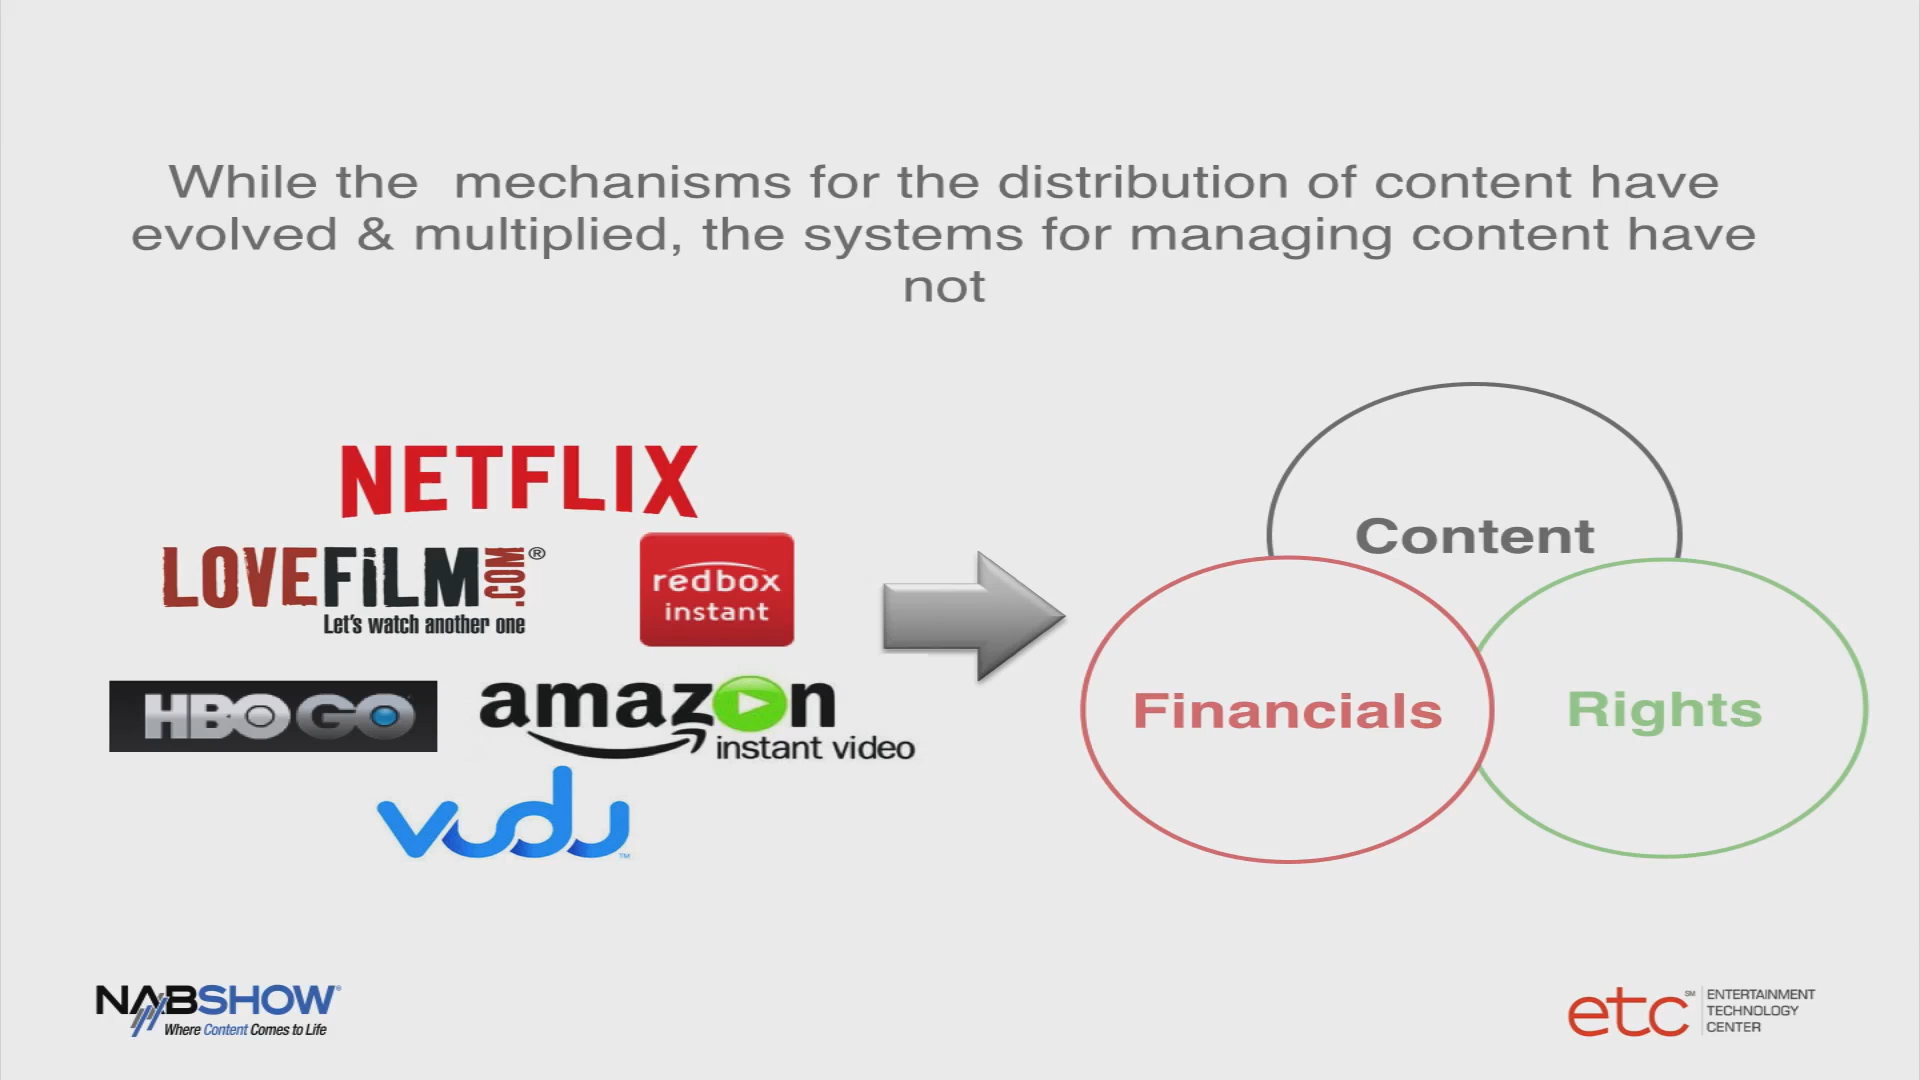 While the  mechanisms for the distribution of content have
evolved & multiplied, the systems for managing content have
not
NETFLIX
LOVEFiLM.COM®
Let's watch another one
redbox
instant
HBO GO
amazon
instant video
vudu™
Content
Financials
Rights
NABSHOW®
Where Content Comes to Life
etc℠
ENTERTAINMENT
TECHNOLOGY
CENTER